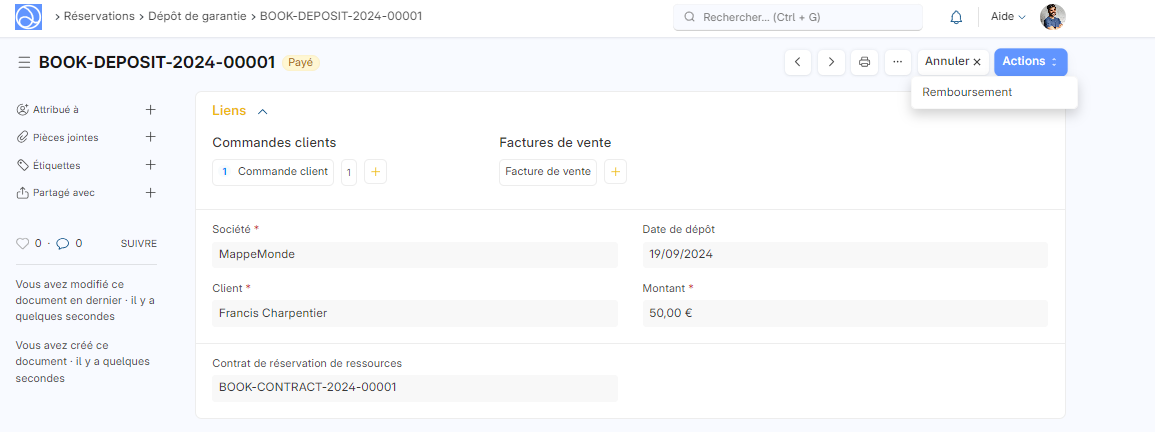 Réservations > Dépôt de garantie > BOOK-DEPOSIT-2024-00001
Rechercher... (Ctrl + G)
Aide
BOOK-DEPOSIT-2024-00001 Payé
... Annuler × Actions
Remboursement
Attribué à +
Pièces jointes +
Étiquettes +
Partagé avec +
0 · 0 SUIVRE
Vous avez modifié ce
document en dernier · il y a
quelques secondes
Vous avez créé ce
document · il y a quelques
secondes
Liens
Commandes clients
1 Commande client 1 +
Factures de vente
Facture de vente +
Société *
MappeMonde
Date de dépôt
19/09/2024
Client *
Francis Charpentier
Montant *
50,00 €
Contrat de réservation de ressources
BOOK-CONTRACT-2024-00001